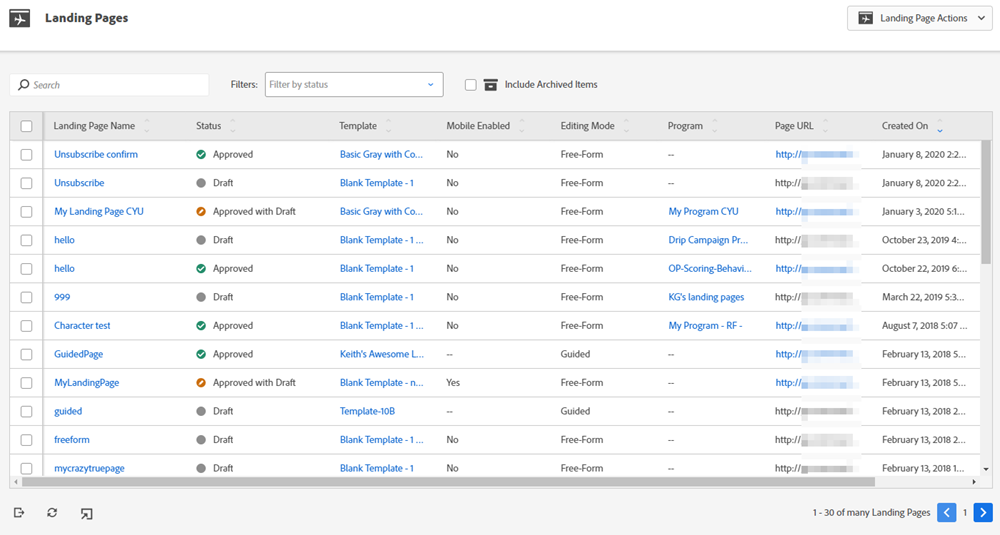 Landing Pages
Landing Page Actions
Search
Filters: Filter by status Include Archived Items
Landing Page Name Status Template Mobile Enabled Editing Mode Program Page URL Created On
Unsubscribe confirm Approved Basic Gray with Co... No Free-Form -- http:// January 8, 2020 2:2...
Unsubscribe Draft Blank Template - 1 No Free-Form -- http:// January 8, 2020 2:2...
My Landing Page CYU Approved with Draft Basic Gray with Co... No Free-Form My Program CYU http:// January 3, 2020 5:1...
hello Draft Blank Template - 1 ... No Free-Form Drip Campaign Pr... http:// October 23, 2019 4:...
hello Approved Blank Template - 1 No Free-Form OP-Scoring-Behavi... http:// October 22, 2019 6:...
999 Draft Blank Template - 1 No Free-Form KG's landing pages http:// March 22, 2019 5:3...
Character test Approved Blank Template - 1 No Free-Form My Program - RF - http:// August 7, 2018 5:07 ...
GuidedPage Approved Keith's Awesome L... -- Guided -- http:// February 13, 2018 5...
MyLandingPage Approved with Draft Blank Template - n... Yes Free-Form -- http:// February 13, 2018 5...
guided Draft Template-10B -- Guided -- http:// February 13, 2018 2...
freeform Draft Blank Template - 1 ... No Free-Form -- http:// February 13, 2018 2...
mycrazytruepage Draft Blank Template - 1 No Free-Form -- http:// February 13, 2018 1...
1 - 30 of many Landing Pages 1